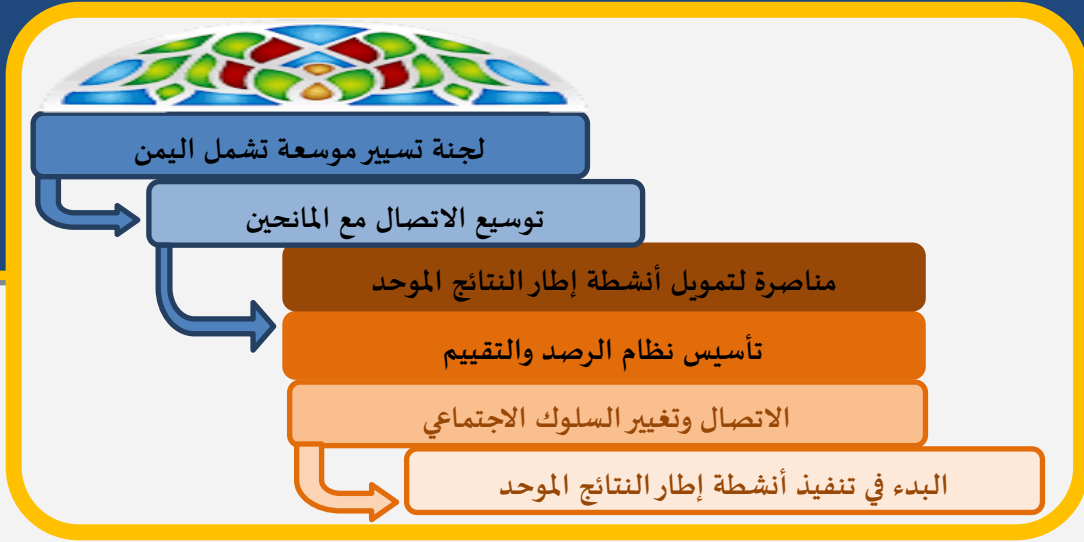 لجنة تسيير موسعة تشمل اليمن
توسيع الاتصال مع المانحين
مناصرة لتمويل أنشطة إطار النتائج الموحد
تأسيس نظام الرصد والتقييم
الاتصال وتغيير السلوك الاجتماعي
البدء في تنفيذ أنشطة إطار النتائج الموحد